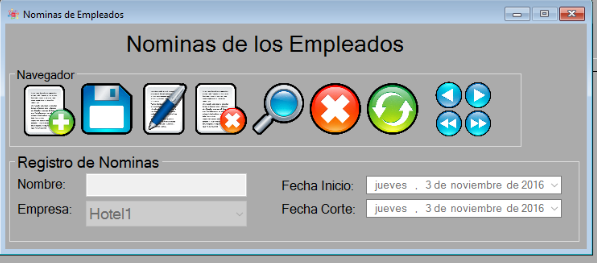 Nominas de Empleados
Nominas de los Empleados
Navegador
Registro de Nominas
Nombre:
Fecha Inicio: jueves , 3 de noviembre de 2016
Empresa: Hotel1
Fecha Corte: jueves , 3 de noviembre de 2016